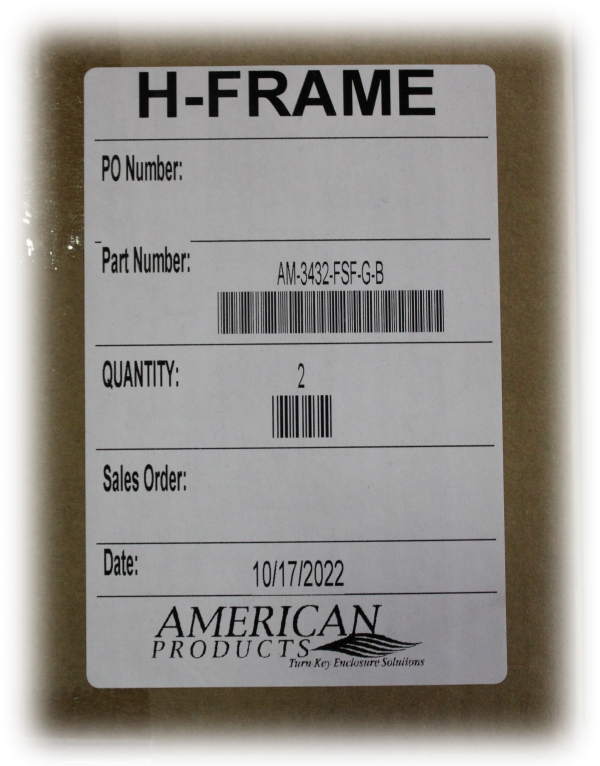 H-FRAME
PO Number:
Part Number:
AM-3432-FSF-G-B
QUANTITY:
2
Sales Order:
Date:
10/17/2022
AMERICAN
PRODUCTS
Turn-Key Enclosure Solutions